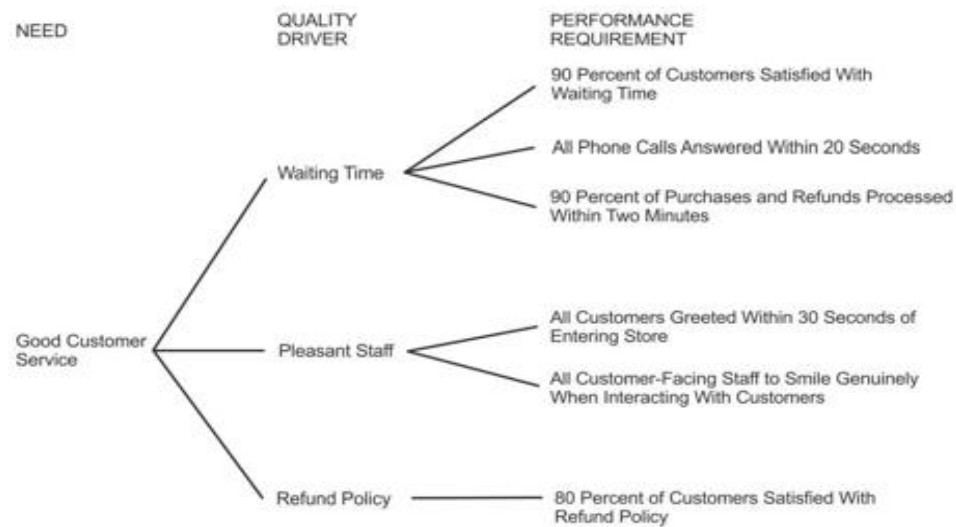 NEED
QUALITY
DRIVER
PERFORMANCE
REQUIREMENT
90 Percent of Customers Satisfied With
Waiting Time
All Phone Calls Answered Within 20 Seconds
Waiting Time
90 Percent of Purchases and Refunds Processed
Within Two Minutes
Good Customer
Service
Pleasant Staff
All Customers Greeted Within 30 Seconds of
Entering Store
All Customer-Facing Staff to Smile Genuinely
When Interacting With Customers
Refund Policy
80 Percent of Customers Satisfied With
Refund Policy